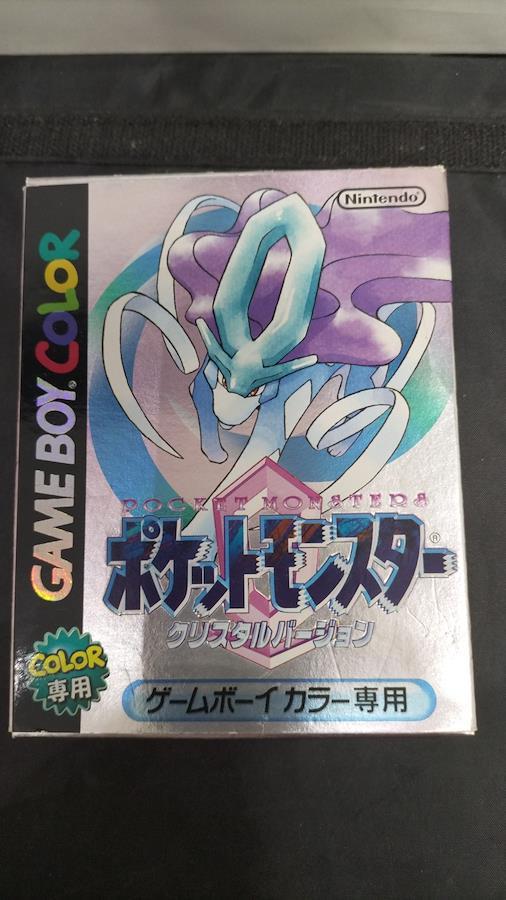 Nintendo
GAME BOY COLOR
POCKET MONSTERS
ポケットモンスター
®
クリスタルバージョン
COLOR
専用
ゲームボーイカラー専用